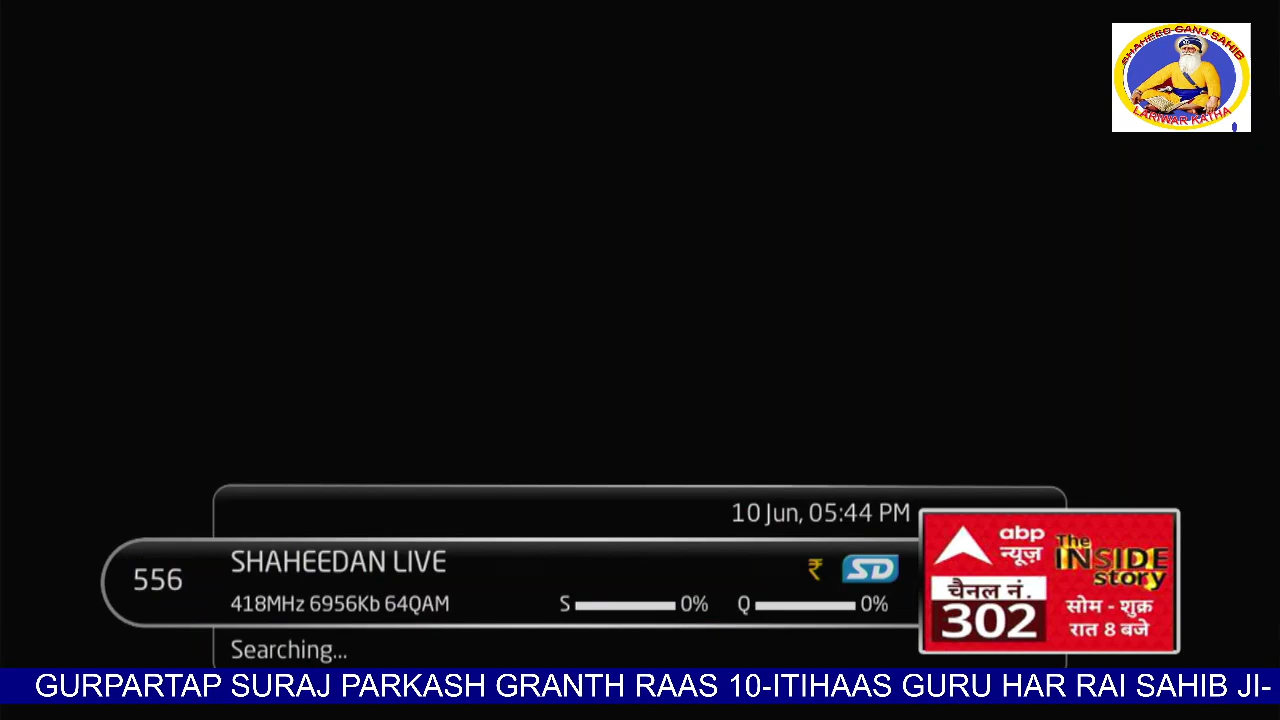 SHAHEED GANJ SAHIB
LARIWAR KATHA
10 Jun, 05:44 PM
556
SHAHEEDAN LIVE
₹ SD
418MHz 6956Kb 64QAM
S 0% Q 0%
Searching...
abp
न्यूज़
The
INSIDE
story
चैनल नं.
302
सोम - शुक्र
रात 8 बजे
GURPARTAP SURAJ PARKASH GRANTH RAAS 10-ITIHAAS GURU HAR RAI SAHIB JI-